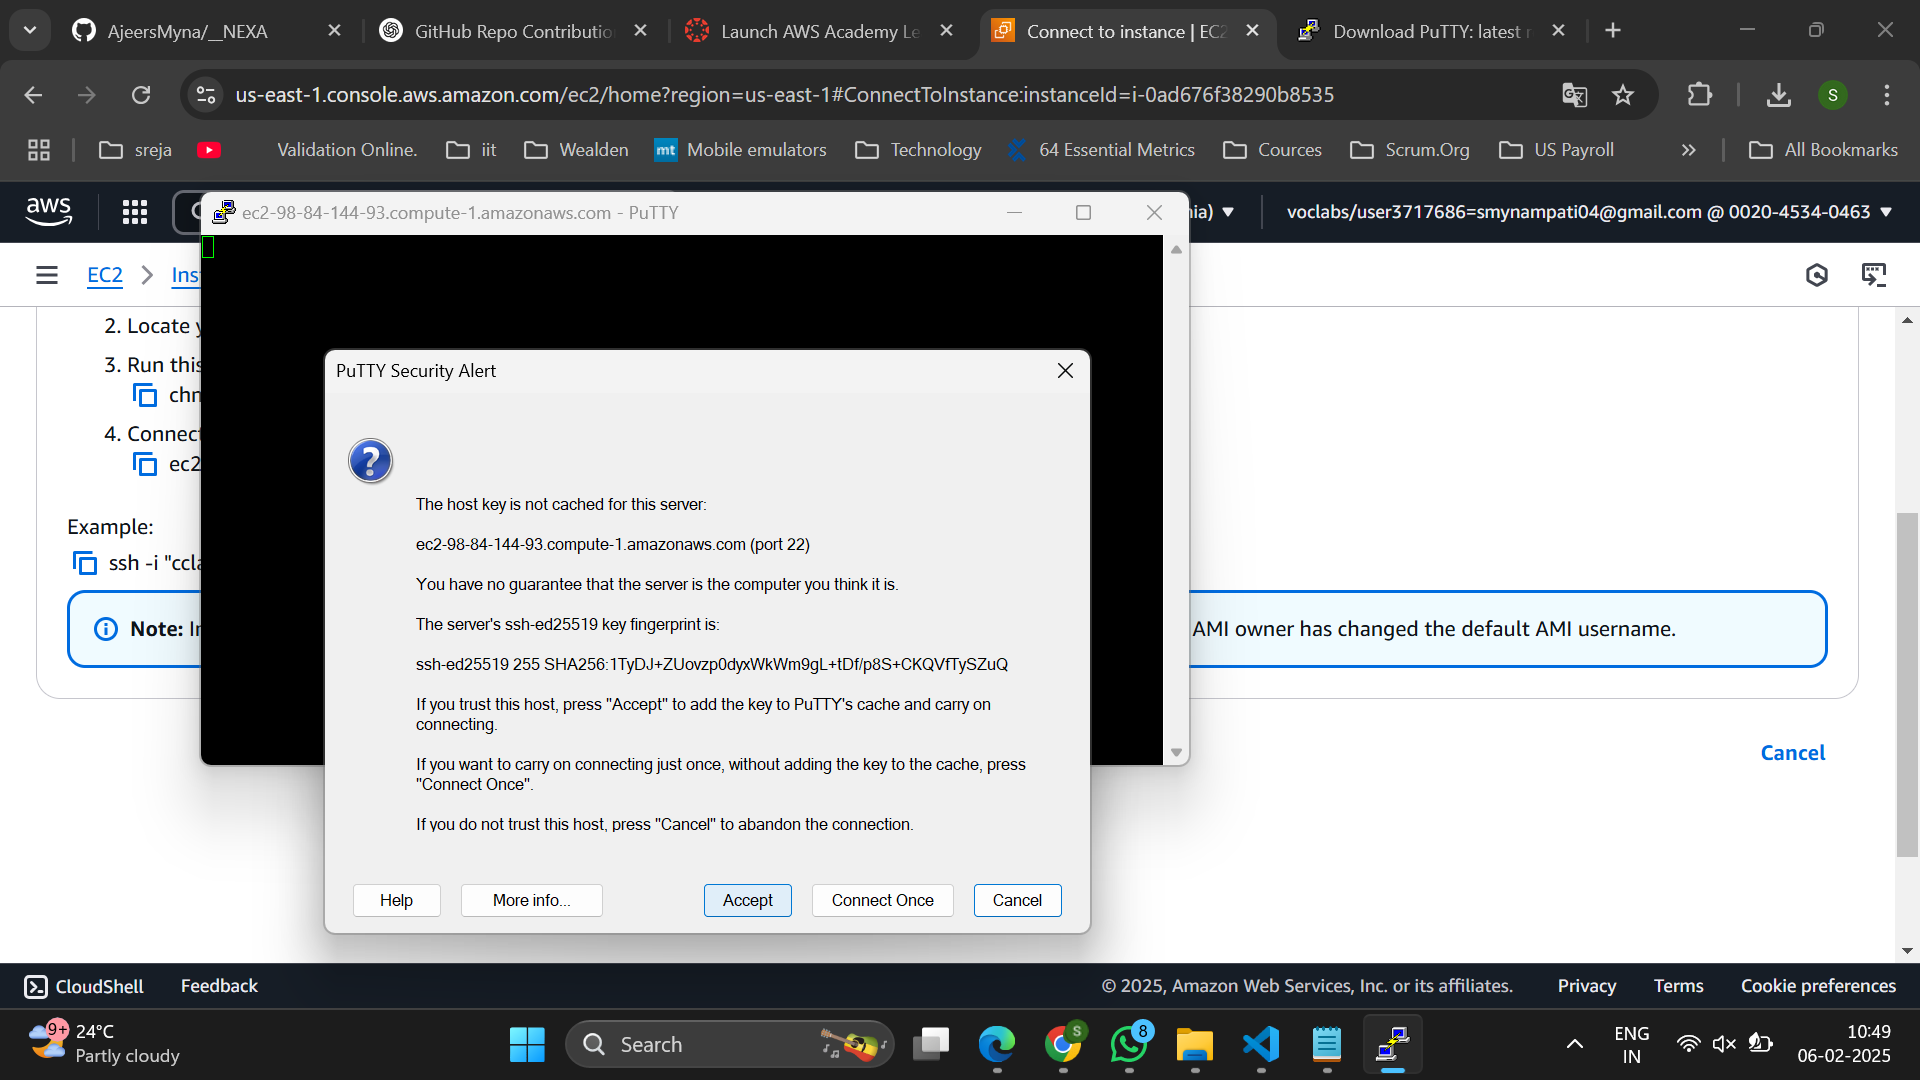 AjeersMyna/__NEXA
GitHub Repo Contributio
Launch AWS Academy Le
Connect to instance | EC2
Download PuTTY: latest r
us-east-1.console.aws.amazon.com/ec2/home?region=us-east-1#ConnectToInstance:instanceId=i-0ad676f38290b8535
S
sreja
Validation Online.
iit
Wealden
mt Mobile emulators
Technology
64 Essential Metrics
Cources
Scrum.Org
US Payroll
All Bookmarks
aws
ec2-98-84-144-93.compute-1.amazonaws.com - PuTTY
nia)
voclabs/user3717686=smynampati04@gmail.com @ 0020-4534-0463
EC2
Ins
2. Locate y
3. Run this
chn
4. Connect
ec2
Example:
ssh -i "ccla
Note: In
AMI owner has changed the default AMI username.
Cancel
PuTTY Security Alert
The host key is not cached for this server:
ec2-98-84-144-93.compute-1.amazonaws.com (port 22)
You have no guarantee that the server is the computer you think it is.
The server's ssh-ed25519 key fingerprint is:
ssh-ed25519 255 SHA256:1TyDJ+ZUovzp0dyxWkWm9gL+tDf/p8S+CKQVfTySZuQ
If you trust this host, press "Accept" to add the key to PuTTY's cache and carry on
connecting.
If you want to carry on connecting just once, without adding the key to the cache, press
"Connect Once".
If you do not trust this host, press "Cancel" to abandon the connection.
Help
More info...
Accept
Connect Once
Cancel
CloudShell
Feedback
© 2025, Amazon Web Services, Inc. or its affiliates.
Privacy
Terms
Cookie preferences
9+
24°C
Partly cloudy
Search
S
8
ENG
IN
10:49
06-02-2025